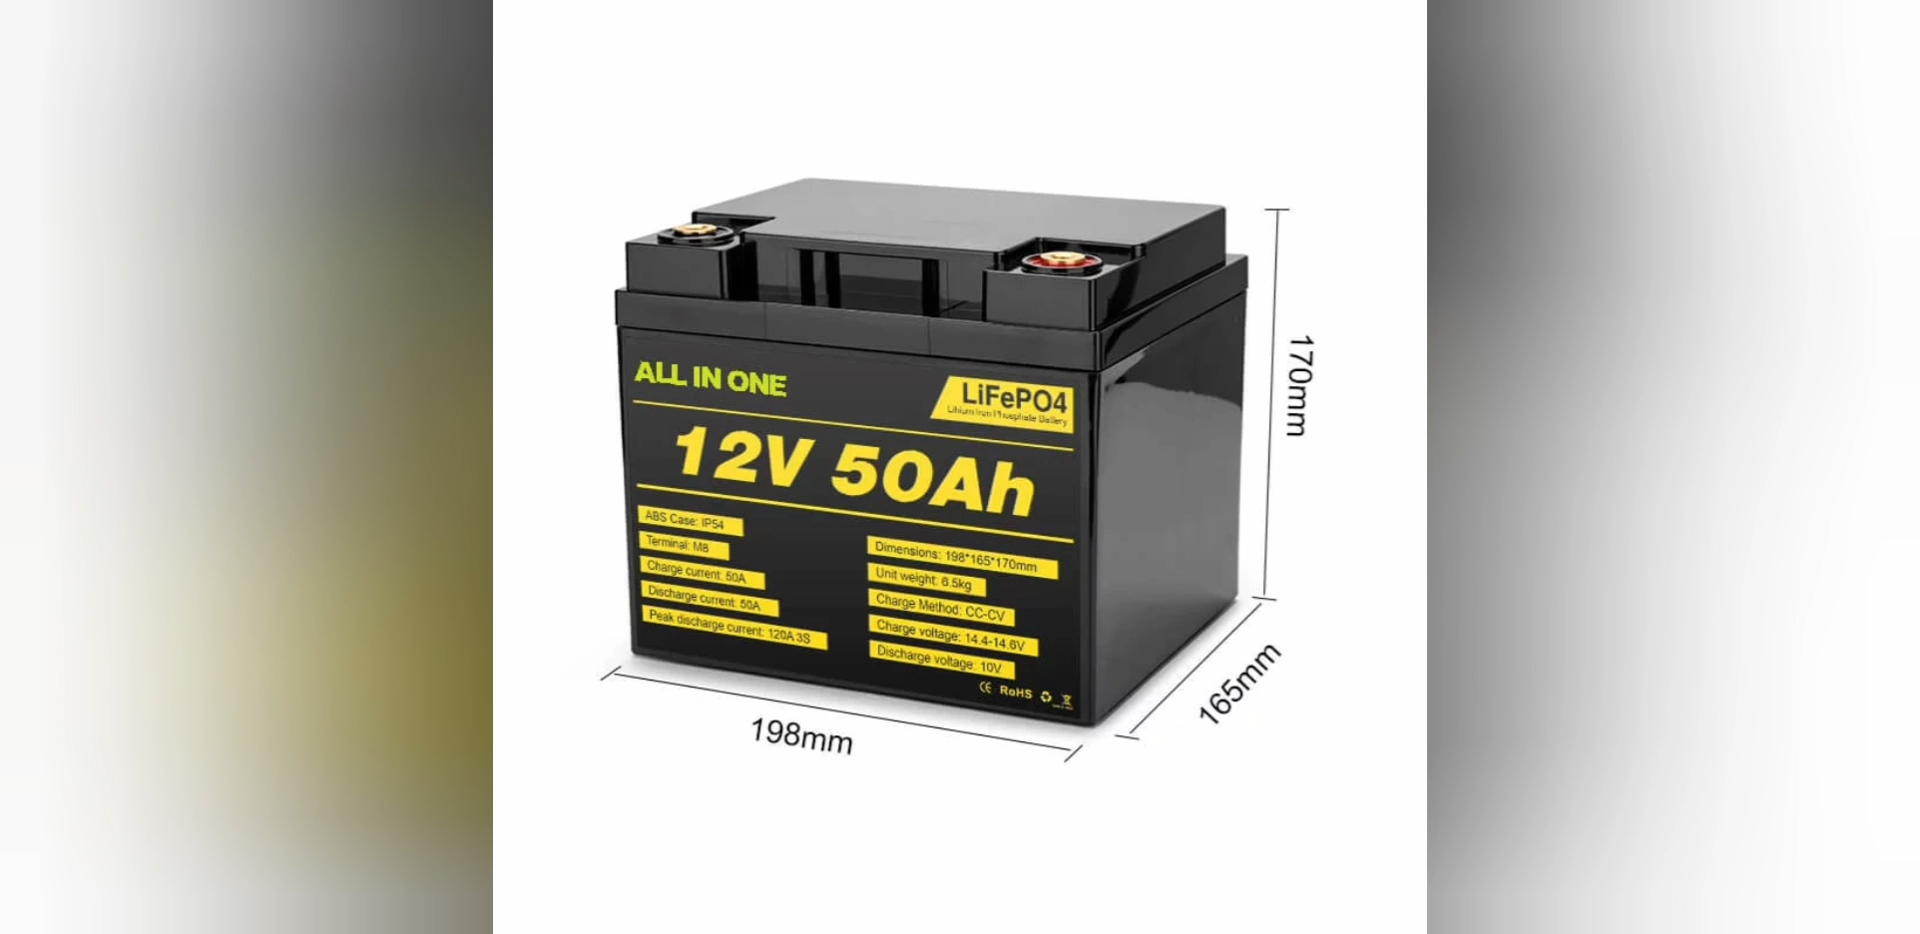 ALL IN ONE
LiFePO4
Lithium Iron Phosphate Battery
12V 50Ah
ABS Case: IP54
Terminal: M8
Charge current: 50A
Discharge current: 50A
Peak discharge current: 120A 3S
Dimensions: 198*165*170mm
Unit weight: 6.5kg
Charge Method: CC-CV
Charge voltage: 14.4-14.6V
Discharge voltage: 10V
CE RoHS
170mm
165mm
198mm